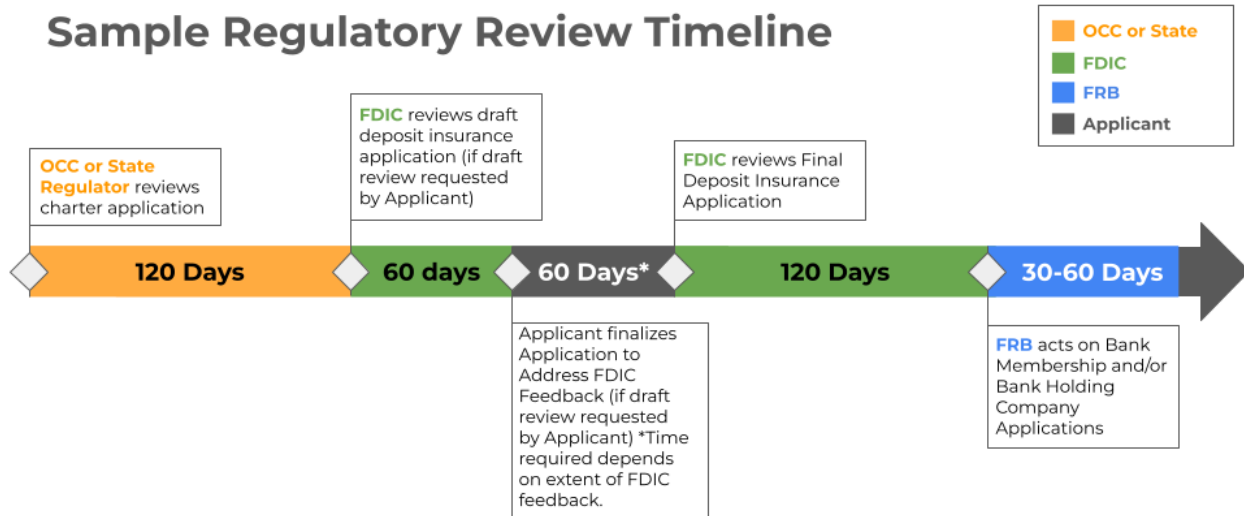 Sample Regulatory Review Timeline
OCC or State
FDIC
FRB
Applicant
OCC or State
Regulator reviews
charter application
FDIC reviews draft
deposit insurance
application (if draft
review requested
by Applicant)
FDIC reviews Final
Deposit Insurance
Application
120 Days
60 days
60 Days*
120 Days
30-60 Days
Applicant finalizes
Application to
Address FDIC
Feedback (if draft
review requested
by Applicant) *Time
required depends
on extent of FDIC
feedback.
FRB acts on Bank
Membership and/or
Bank Holding
Company
Applications